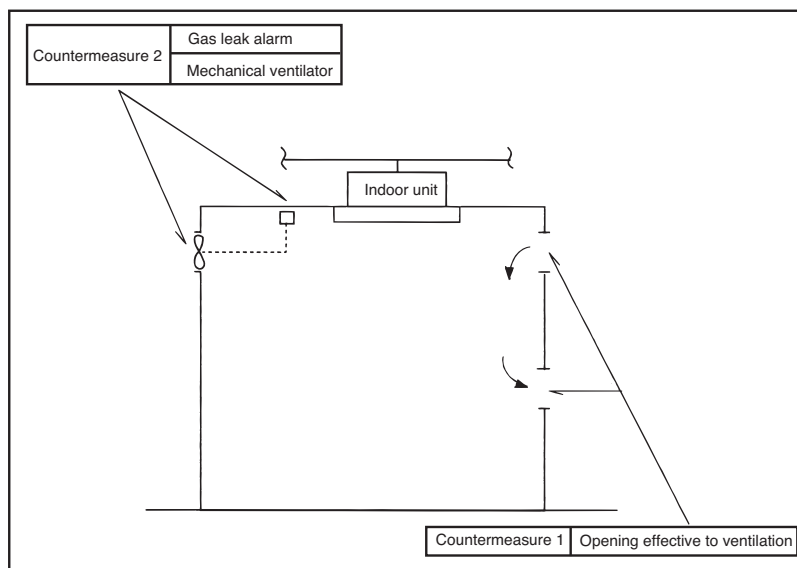 Countermeasure 2
Gas leak alarm
Mechanical ventilator
Indoor unit
Countermeasure 1
Opening effective to ventilation